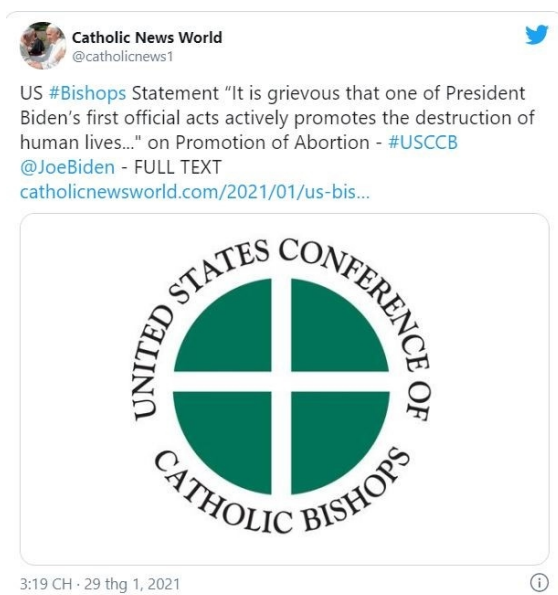 Catholic News World
@catholicnews1
US #Bishops Statement “It is grievous that one of President
Biden’s first official acts actively promotes the destruction of
human lives..." on Promotion of Abortion - #USCCB
@JoeBiden - FULL TEXT
catholicnewsworld.com/2021/01/us-bis...
UNITED STATES CONFERENCE OF
CATHOLIC BISHOPS
3:19 CH · 29 thg 1, 2021